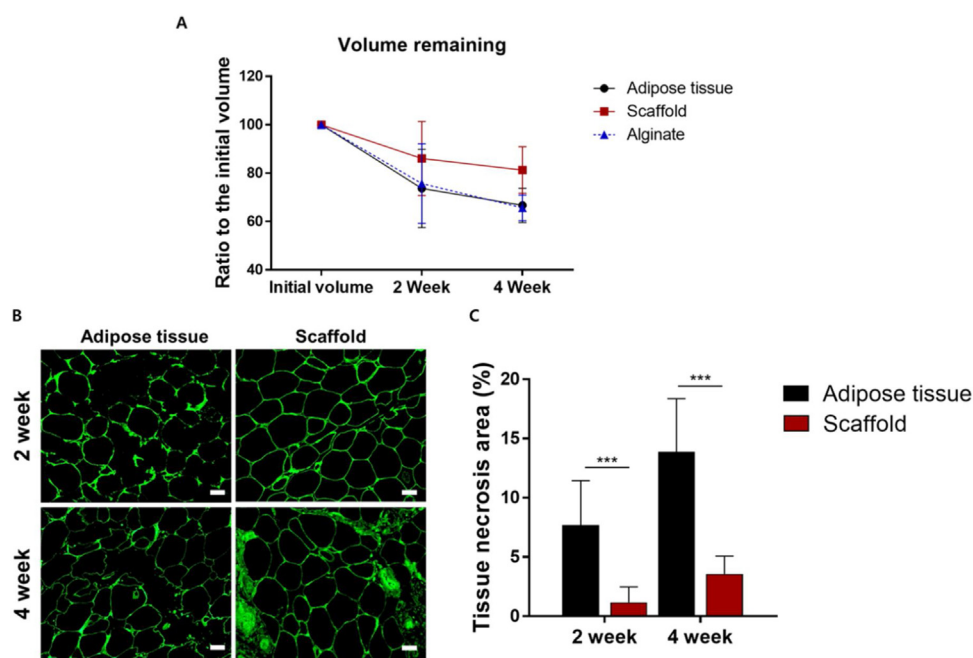 A
Volume remaining
Ratio to the initial volume
120
100
80
60
40
Initial volume
2 Week
4 Week
Adipose tissue
Scaffold
Alginate
B
Adipose tissue
Scaffold
2 week
4 week
C
Tissue necrosis area (%)
20
15
10
5
0
***
***
2 week
4 week
Adipose tissue
Scaffold